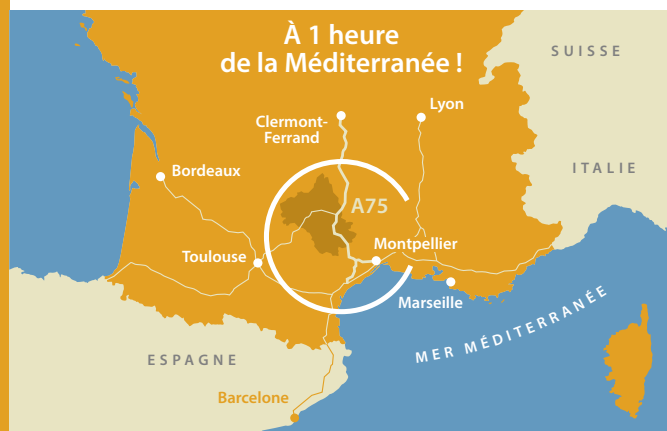 À 1 heure
de la Méditerranée !
SUISSE
Clermont-
Ferrand
Lyon
ITALIE
Bordeaux
A75
Toulouse
Montpellier
Marseille
MER MÉDITERRANÉE
ESPAGNE
Barcelone